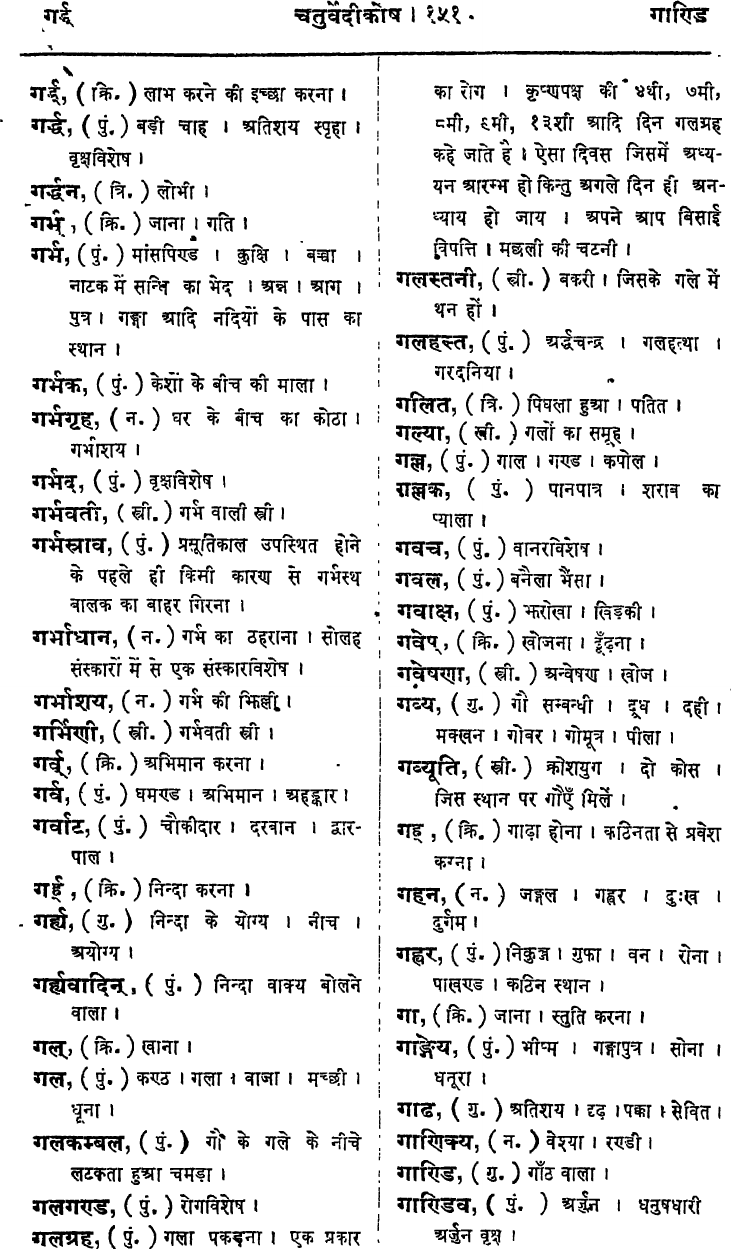 गर्द्द चतुर्वेदीकोष । १५१ . गाण्डि
गर्द्ध्, ( क्रि. ) लाभ करने की इच्छा करना ।
गर्द्ध, ( पुं. ) बड़ी चाह । अतिशय स्पृहा ।
वृक्षविशेष ।
गर्द्धन, ( त्रि. ) लोभी ।
गर्भ्, ( क्रि. ) जाना । गति ।
गर्भ, ( पुं. ) मांसपिण्ड । कुक्षि । बच्चा ।
नाटक में सन्धि का भेद । अन्न । आग ।
पुत्र । गङ्गा आदि नदियों के पास का
स्थान ।
गर्भक, ( पुं. ) केशों के बीच की माला ।
गर्भगृह, ( न. ) घर के बीच का कोठा ।
गर्भाशय ।
गर्भद, ( पुं. ) वृक्षविशेष ।
गर्भवती, ( स्त्री. ) गर्भ वाली स्त्री ।
गर्भस्राव, ( पुं. ) प्रसूतिकाल उपस्थित होने
के पहले ही किसी कारण से गर्भस्थ
बालक का बाहर गिरना ।
गर्भाधान, ( न. ) गर्भ का ठहराना । सोलह
संस्कारों में से एक संस्कारविशेष ।
गर्भाशय, ( न. ) गर्भ की झिल्ली ।
गर्भिणी, ( स्त्री. ) गर्भवती स्त्री ।
गर्व्, ( क्रि. ) अभिमान करना ।
गर्व, ( पुं. ) घमण्ड । अभिमान । अहङ्कार ।
गर्वाट, ( पुं. ) चौकीदार । दरवान । द्वार-
पाल ।
गर्ह्, ( क्रि. ) निन्दा करना ।
गर्ह्य, ( गु. ) निन्दा के योग्य । नीच ।
अयोग्य ।
गर्ह्यवादिन्, ( पुं. ) निन्दा वाक्य बोलने
वाला ।
गल्, ( क्रि. ) खाना ।
गल, ( पुं. ) कण्ठ । गला । बाजा । मच्छी ।
धूना ।
गलकम्बल, ( पुं. ) गौ के गले के नीचे
लटकता हुआ चमड़ा ।
गलगण्ड, ( पुं. ) रोगविशेष ।
गलग्रह, ( पुं. ) गला पकड़ना । एक प्रकार
का रोग । कृष्णपक्ष की ४थी, ७मी,
८मी, ९मी, १३शी आदि दिन गलग्रह
कहे जाते है । ऐसा दिवस जिसमें अध्य-
यन आरम्भ हो किन्तु अगले दिन ही अन-
ध्याय हो जाय । अपने आप बिसाई
विपत्ति । मछली की चटनी ।
गलस्तनी, ( स्त्री. ) बकरी । जिसके गले में
थन हों ।
गलहस्त, ( पुं. ) अर्द्धचन्द्र । गलहत्था ।
गरदनिया ।
गलित, ( त्रि. ) पिघला हुआ । पतित ।
गल्या, ( स्त्री. ) गलों का समूह ।
गल्ल, ( पुं. ) गाल । गण्ड । कपोल ।
गल्लक, ( पुं. ) पानपात्र । शराब का
प्याला ।
गवच, ( पुं. ) वानरविशेष ।
गवल, ( पुं. ) बनैला भैंसा ।
गवाक्ष, ( पुं. ) झरोखा । खिड़की ।
गवेष्, ( क्रि. ) खोजना । ढूँढ़ना ।
गवेषणा, ( स्त्री. ) अन्वेषण । खोज ।
गव्य, ( गु. ) गौ सम्बन्धी । दूध । दही ।
मक्खन । गोबर । गोमूत्र । पीला ।
गव्यूति, ( स्त्री. ) क्रोशयुग । दो कोस ।
जिस स्थान पर गौएँ मिलें ।
गह्, ( क्रि. ) गाढ़ा होना । कठिनता से प्रवेश
करना ।
गहन, ( न. ) जङ्गल । गह्वर । दुःख ।
दुर्गम ।
गह्वर, ( पुं. ) निकुञ्ज । गुफा । वन । रोना ।
पाखण्ड । कठिन स्थान ।
गा, ( क्रि. ) जाना । स्तुति करना ।
गाङ्गेय, ( पुं. ) भीष्म । गङ्गापुत्र । सोना ।
धतूरा ।
गाढ, ( गु. ) अतिशय । दृढ़ । पक्का । सेवित ।
गाणिक्य, ( न. ) वेश्या । रण्डी ।
गाण्डि, ( गु. ) गाँठ वाला ।
गाण्डिव, ( पुं. ) अर्जुन । धनुषधारी
अर्जुन वृक्ष ।